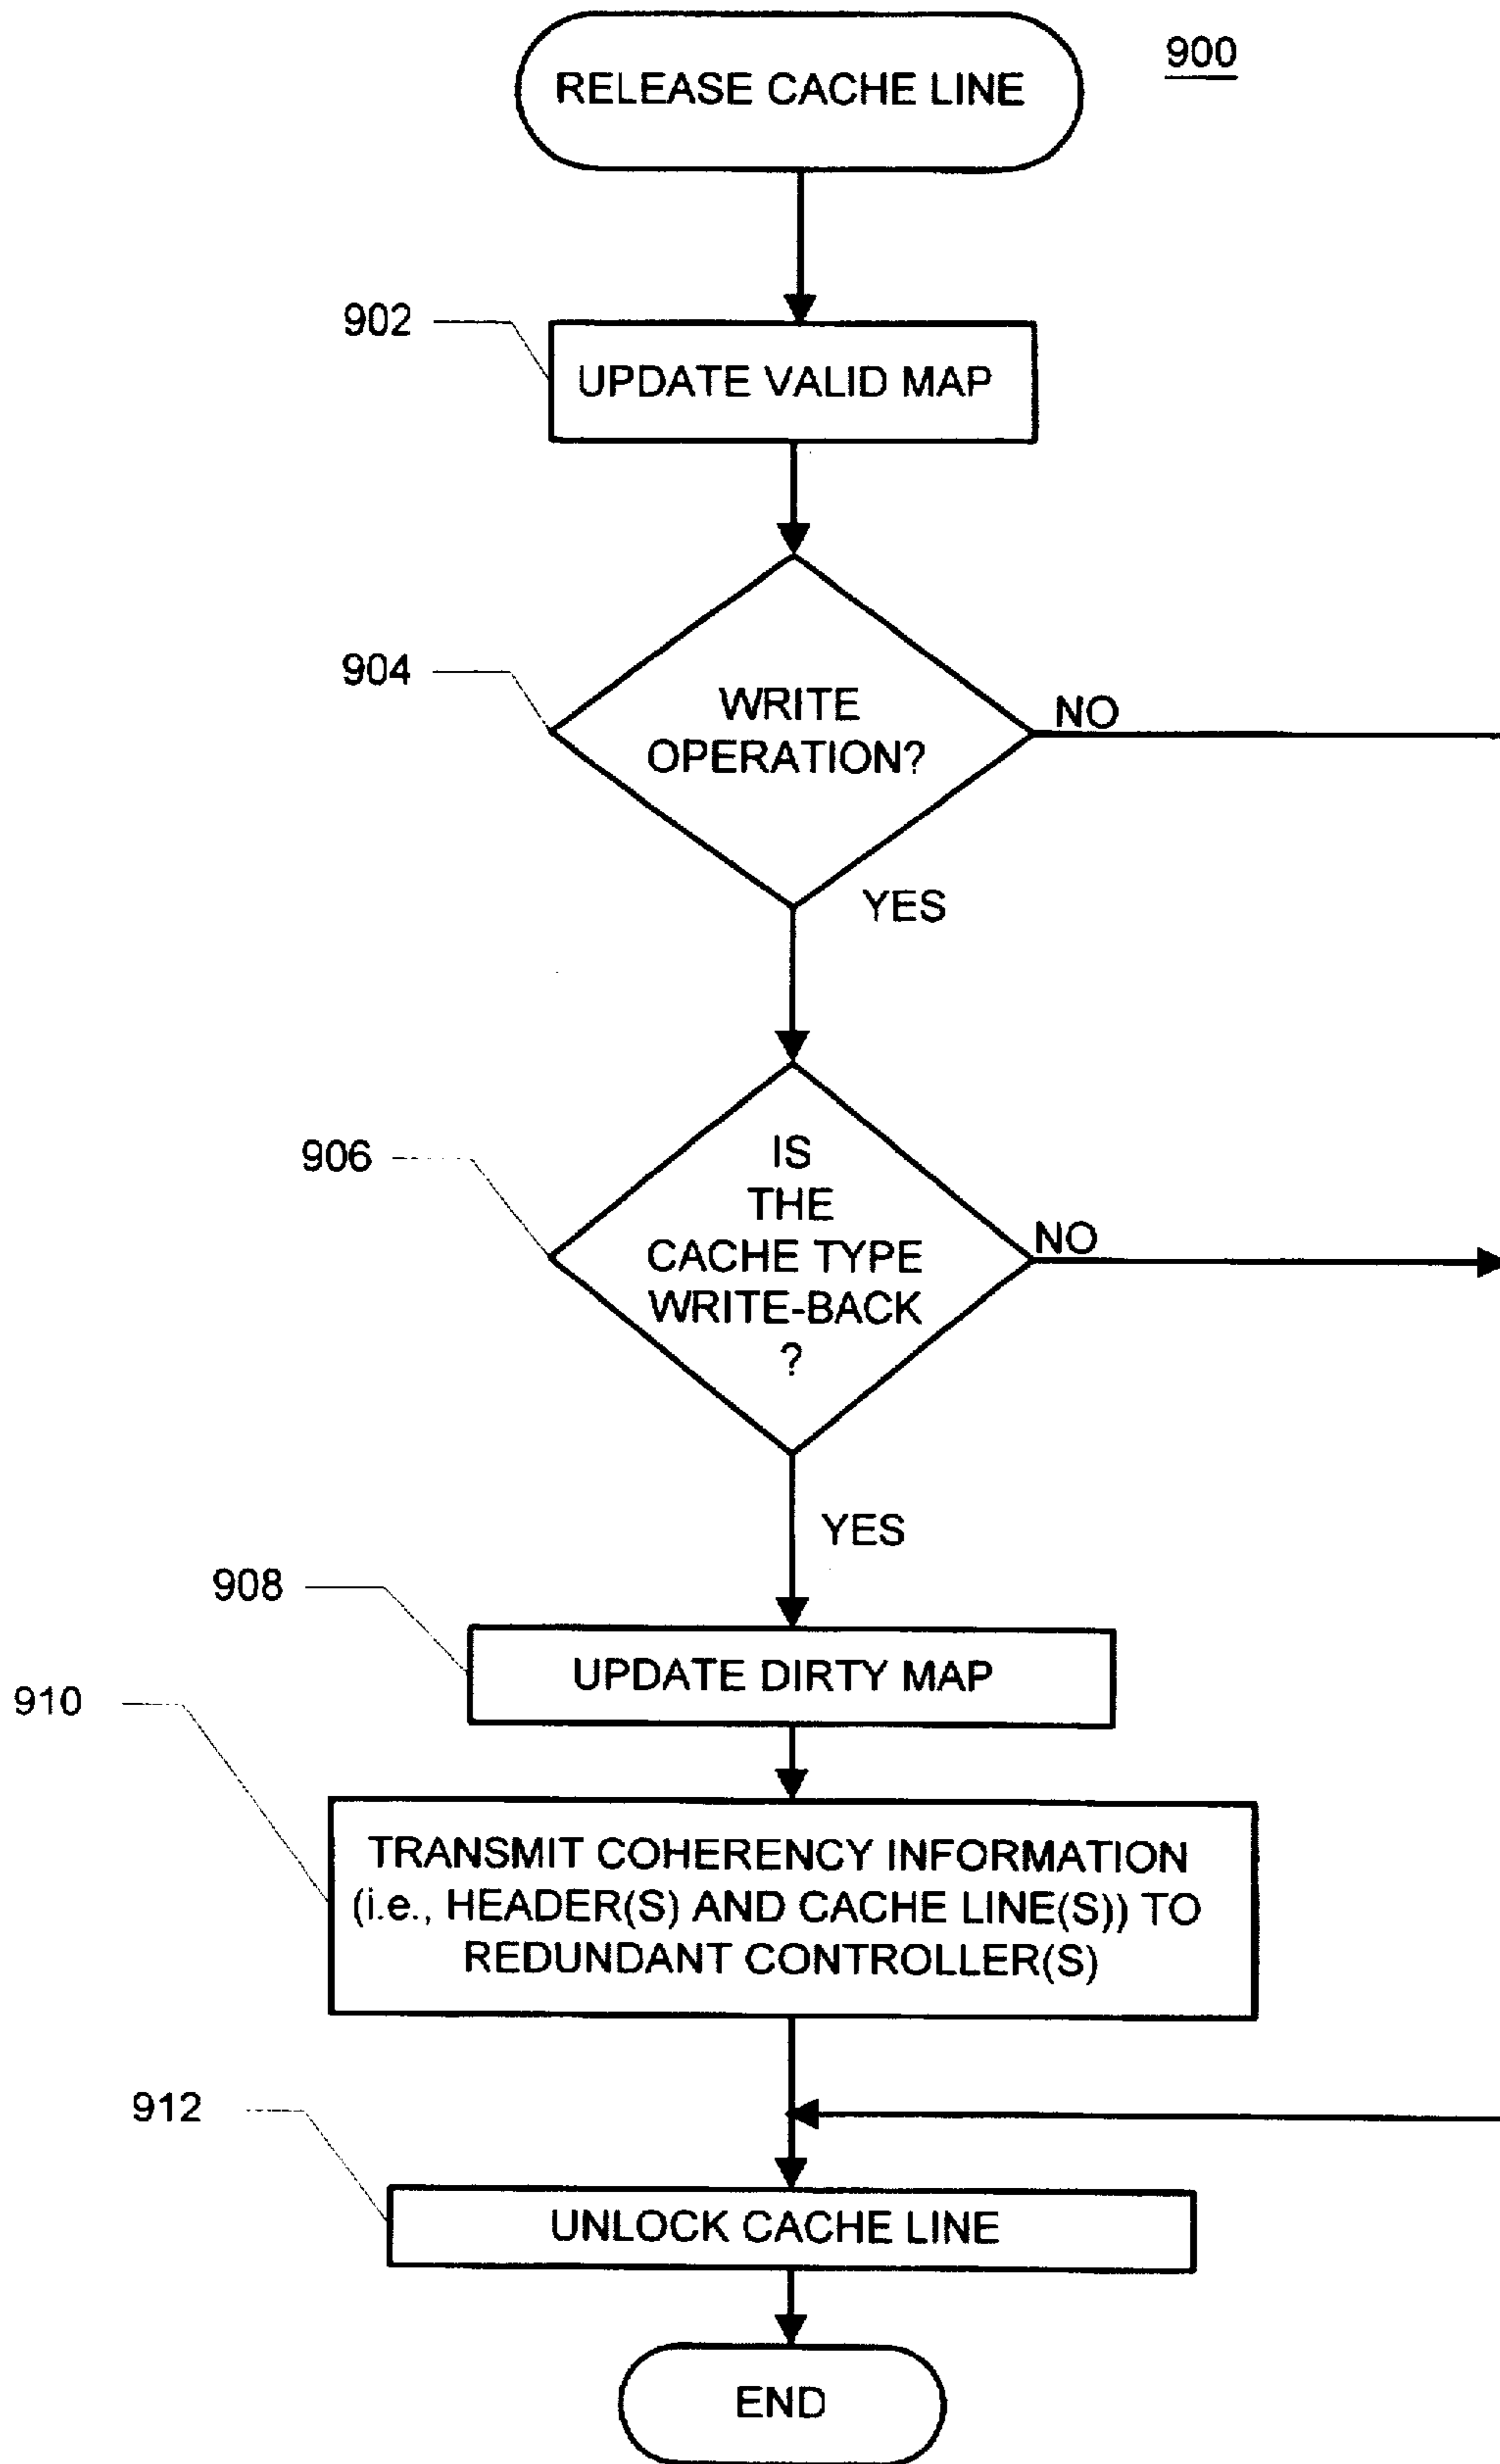 RELEASE CACHE LINE
900
902
UPDATE VALID MAP
904
WRITE
OPERATION?
NO
YES
906
IS
THE
CACHE TYPE
WRITE-BACK
?
NO
YES
908
UPDATE DIRTY MAP
910
TRANSMIT COHERENCY INFORMATION
(i.e., HEADER(S) AND CACHE LINE(S)) TO
REDUNDANT CONTROLLER(S)
912
UNLOCK CACHE LINE
END